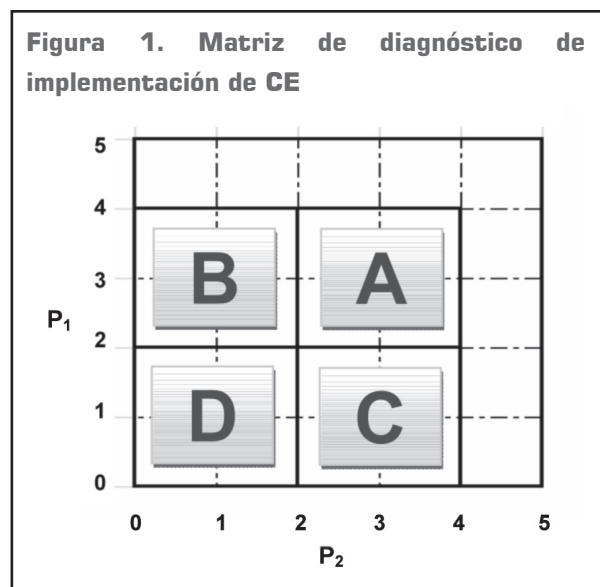 Figura 1. Matriz de diagnóstico de
implementación de CE
5
4
B A
3
P₁
2
D C
1
0
0 1 2 3 4 5
P₂